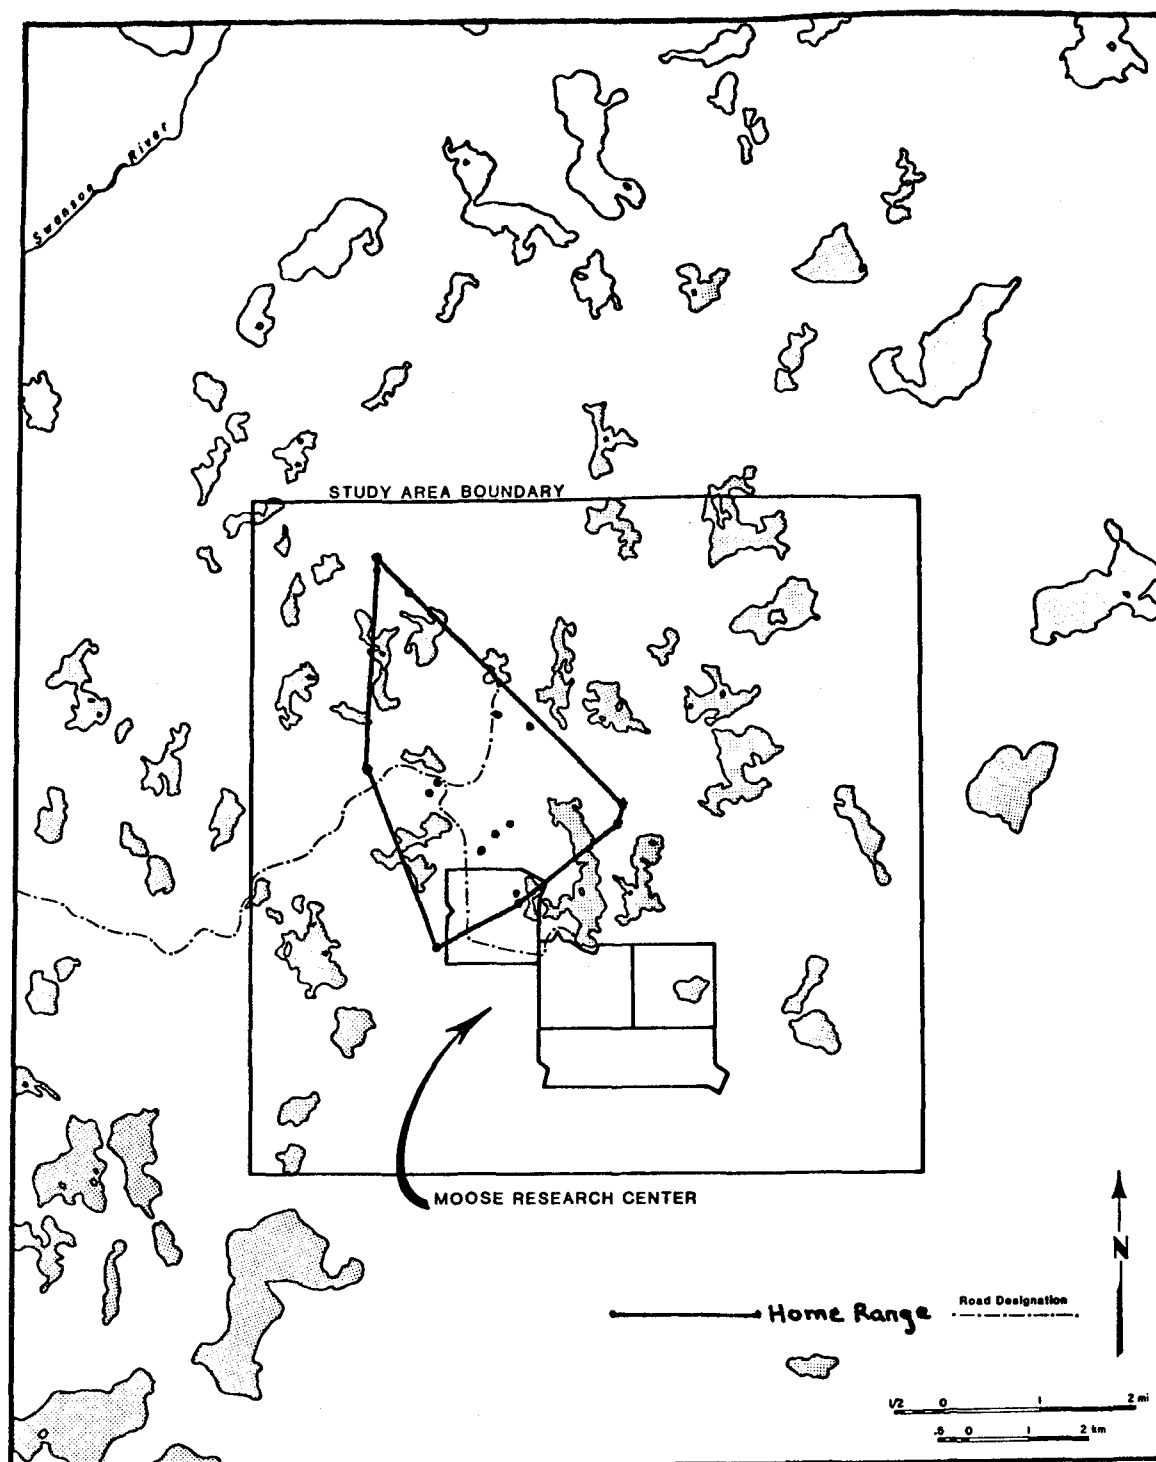 Swanson River
STUDY AREA BOUNDARY
MOOSE RESEARCH CENTER
N
Home Range
Road Designation
1/2 0 1 2 mi
.5 0 1 2 km